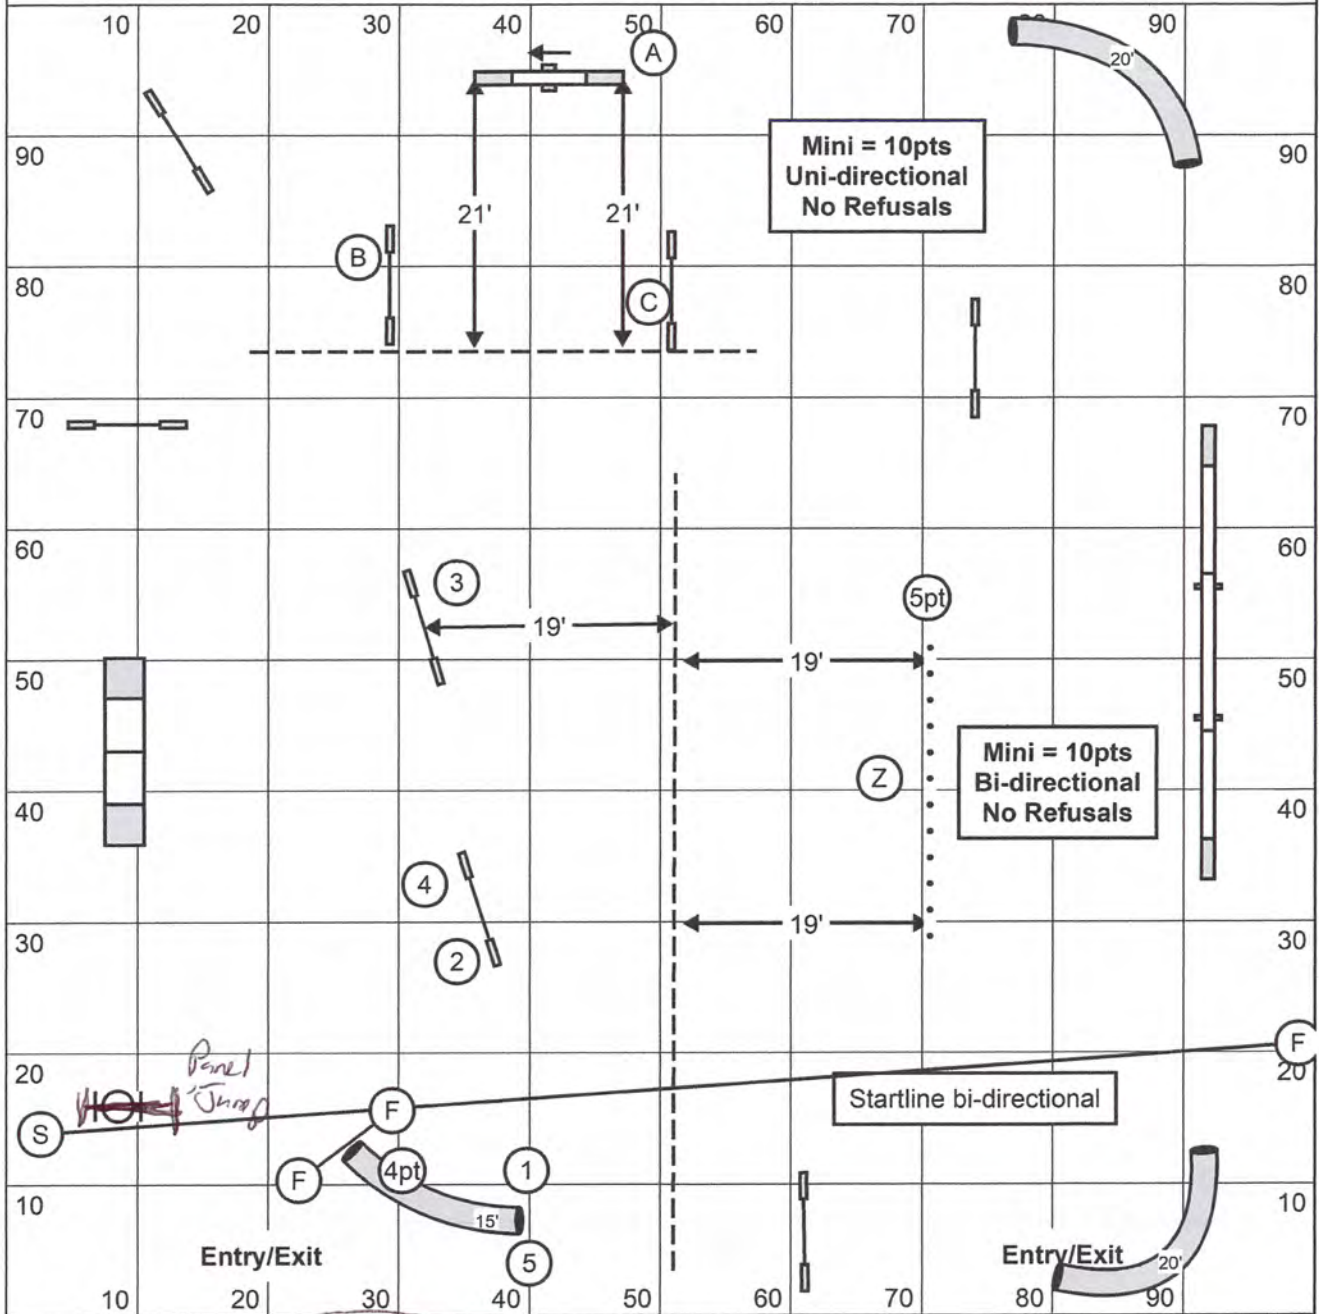 10 20 30 40 50 60 70 80 90
A
20'
90 90
Mini = 10pts
Uni-directional
No Refusals
21' 21'
B
80 80
C
70 70
60 60
3
5pt
19'
19'
50 50
Z
Mini = 10pts
Bi-directional
No Refusals
40 40
4
30 19' 30
2
F
20 20
Panel
Jump
Startline bi-directional
S F
F 4pt 1
10 10
15'
Entry/Exit 5 Entry/Exit 20'
10 20 30 40 50 60 70 80 90